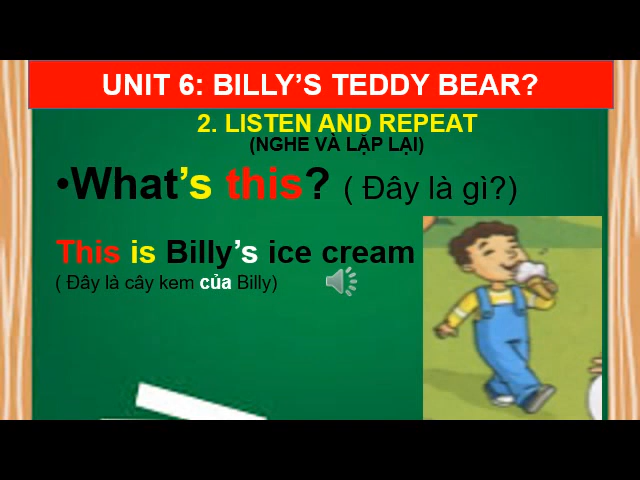 UNIT 6: BILLY’S TEDDY BEAR?
2. LISTEN AND REPEAT
(NGHE VÀ LẬP LẠI)
•What’s this? ( Đây là gì?)
This is Billy’s ice cream
( Đây là cây kem của Billy)